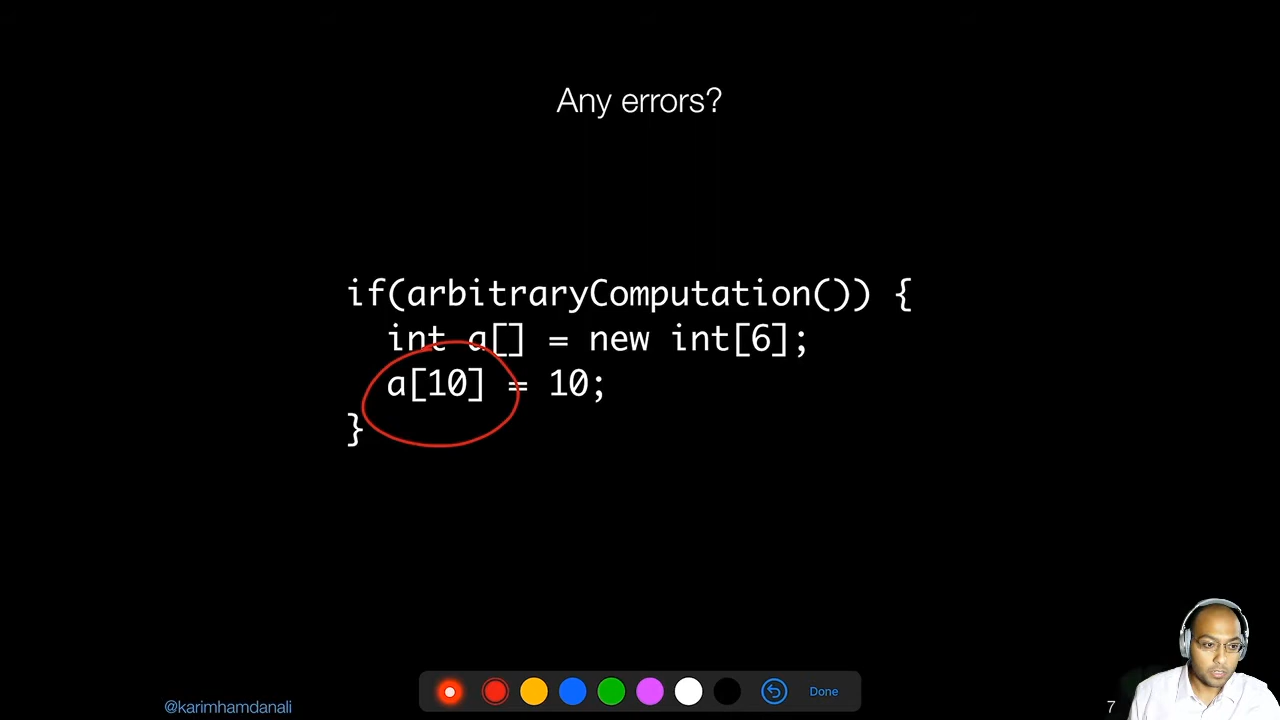 Any errors?
if(arbitraryComputation()) {
  int a[] = new int[6];
  a[10] = 10;
}
Done
@karimhamdanali
7